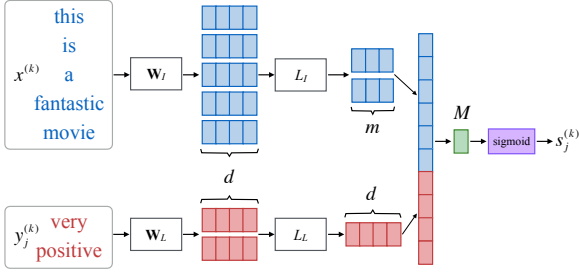 this
is
x^{(k)} a
fantastic
movie
W_I
L_I
d
m
M
sigmoid
s_j^{(k)}
y_j^{(k)} very
positive
W_L
L_L
d